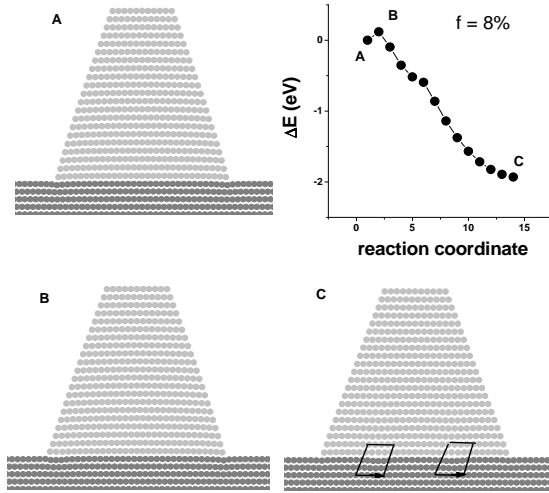 A
B
f = 8%
0
A
ΔE (eV)
-1
C
-2
0
5
10
15
reaction coordinate
B
C